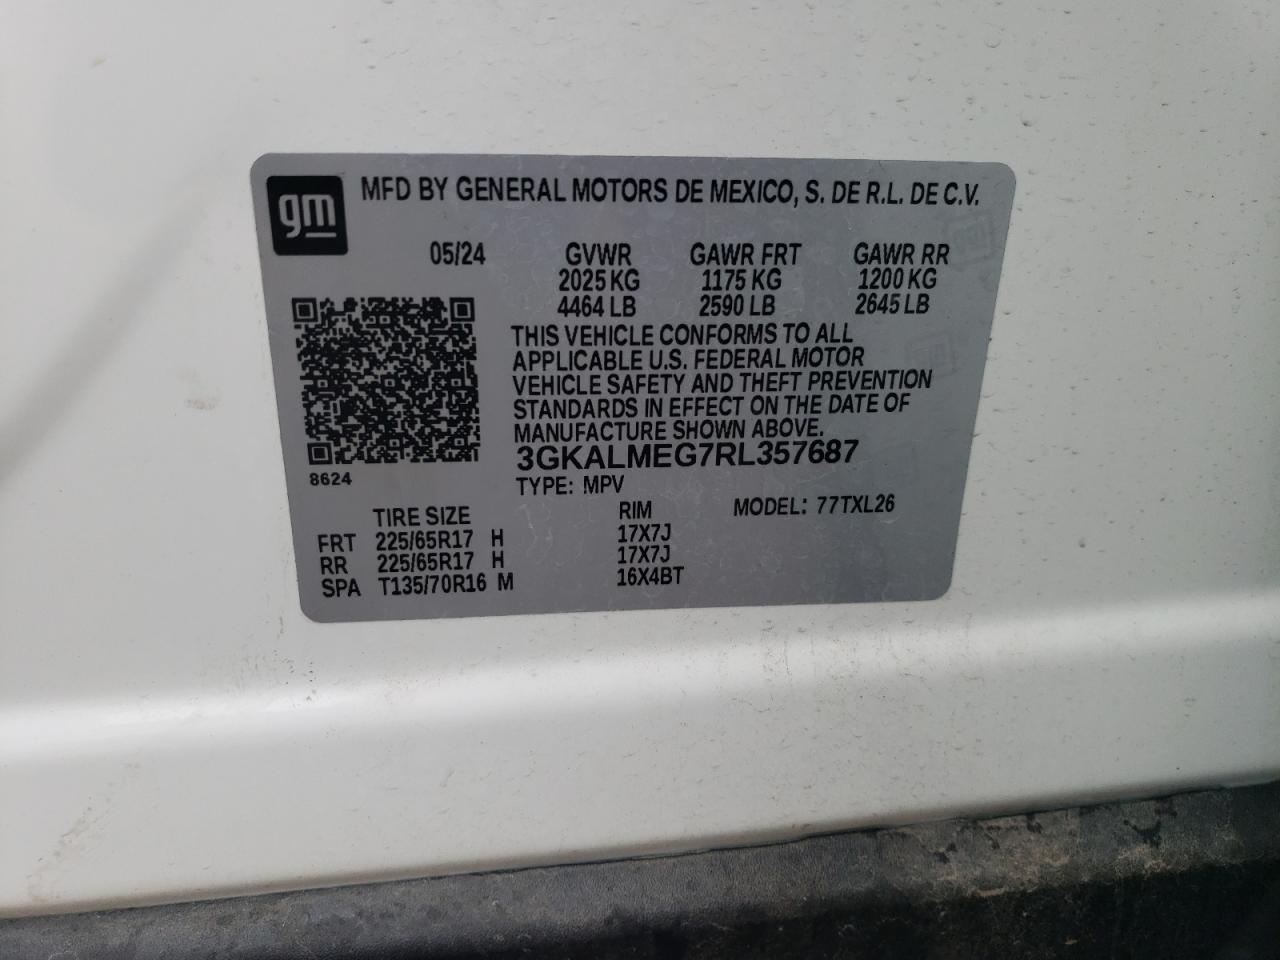 gm
MFD BY GENERAL MOTORS DE MEXICO, S. DE R.L. DE C.V.
05/24 GVWR GAWR FRT GAWR RR
2025 KG 1175 KG 1200 KG
4464 LB 2590 LB 2645 LB
THIS VEHICLE CONFORMS TO ALL
APPLICABLE U.S. FEDERAL MOTOR
VEHICLE SAFETY AND THEFT PREVENTION
STANDARDS IN EFFECT ON THE DATE OF
MANUFACTURE SHOWN ABOVE.
3GKALMEG7RL357687
8624
TYPE: MPV
TIRE SIZE RIM MODEL: 77TXL26
FRT 225/65R17 H 17X7J
RR 225/65R17 H 17X7J
SPA T135/70R16 M 16X4BT